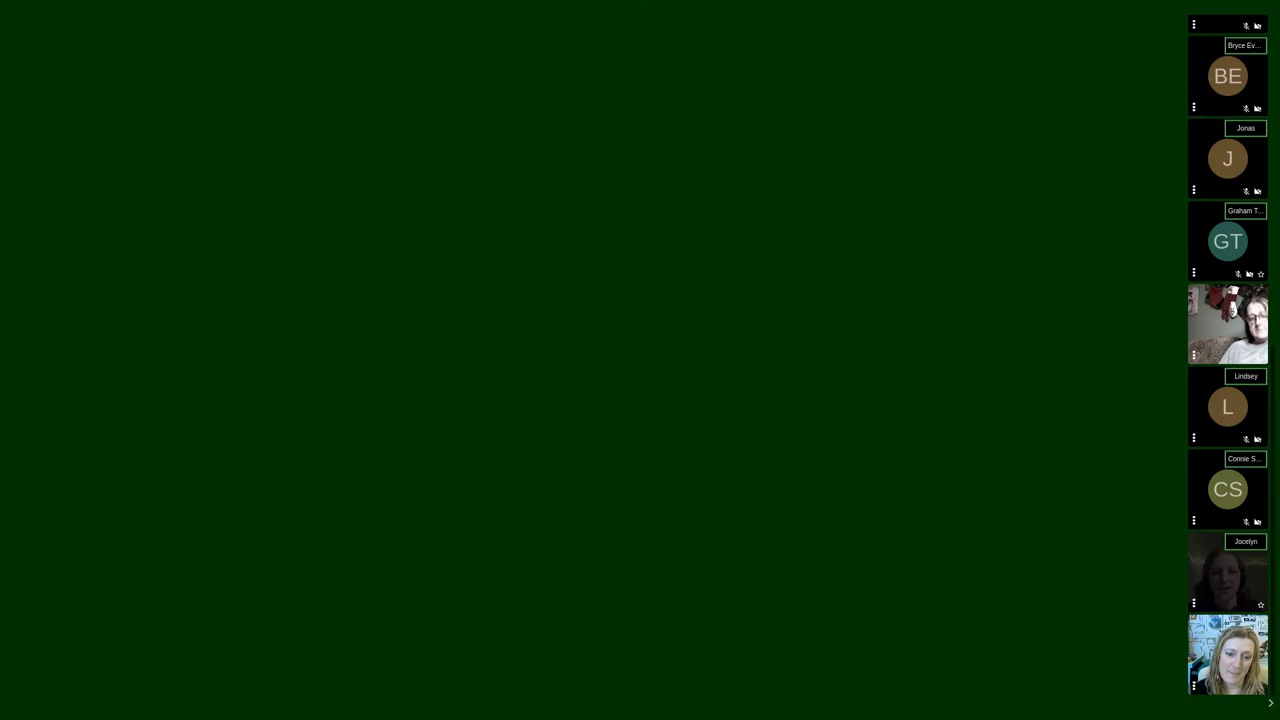 Bryce Ev...
BE
Jonas
J
Graham T...
GT
Lindsey
L
Connie S...
CS
Jocelyn